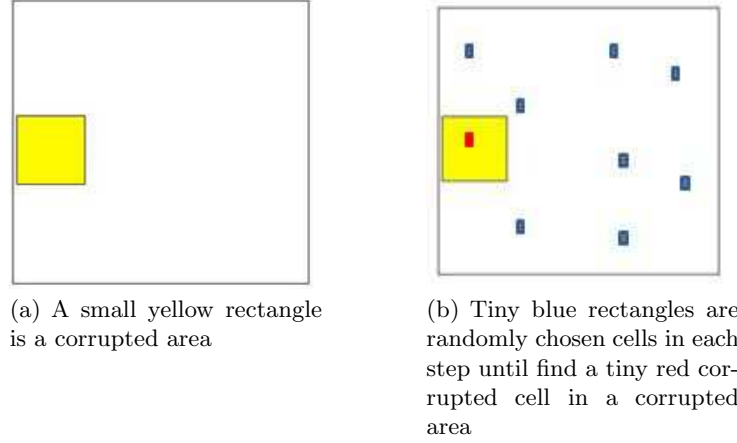 (a) A small yellow rectangle
is a corrupted area
(b) Tiny blue rectangles are
randomly chosen cells in each
step until find a tiny red cor-
rupted cell in a corrupted
area